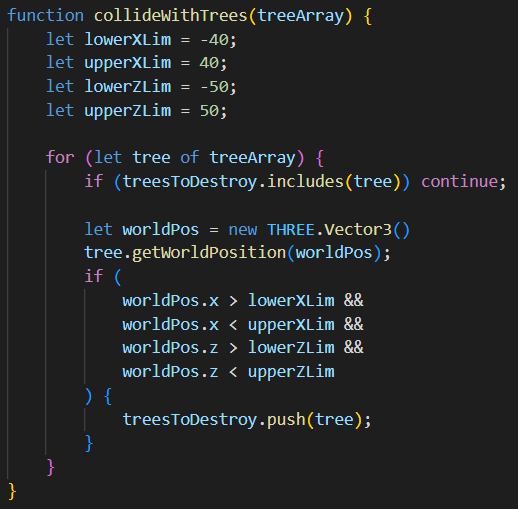 function collideWithTrees(treeArray) {
    let lowerXLim = -40;
    let upperXLim = 40;
    let lowerZLim = -50;
    let upperZLim = 50;

    for (let tree of treeArray) {
        if (treesToDestroy.includes(tree)) continue;

        let worldPos = new THREE.Vector3()
        tree.getWorldPosition(worldPos);
        if (
            worldPos.x > lowerXLim &&
            worldPos.x < upperXLim &&
            worldPos.z > lowerZLim &&
            worldPos.z < upperZLim
        ) {
            treesToDestroy.push(tree);
        }
    }
}